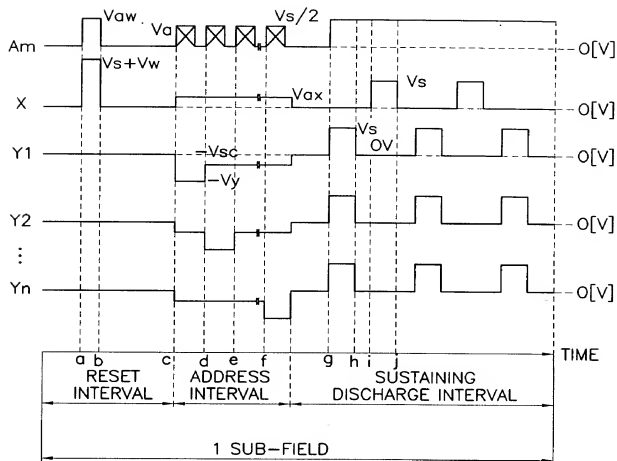 Vaw.
Va
Vs/2
Am
O[V]
Vs+Vw
X
Vax
Vs
O[V]
Y1
-Vsc
-Vy
Vs
OV
O[V]
Y2
O[V]
⋮
Yn
O[V]
a b c d e f g h i j
TIME
RESET INTERVAL
ADDRESS INTERVAL
SUSTAINING DISCHARGE INTERVAL
1 SUB-FIELD